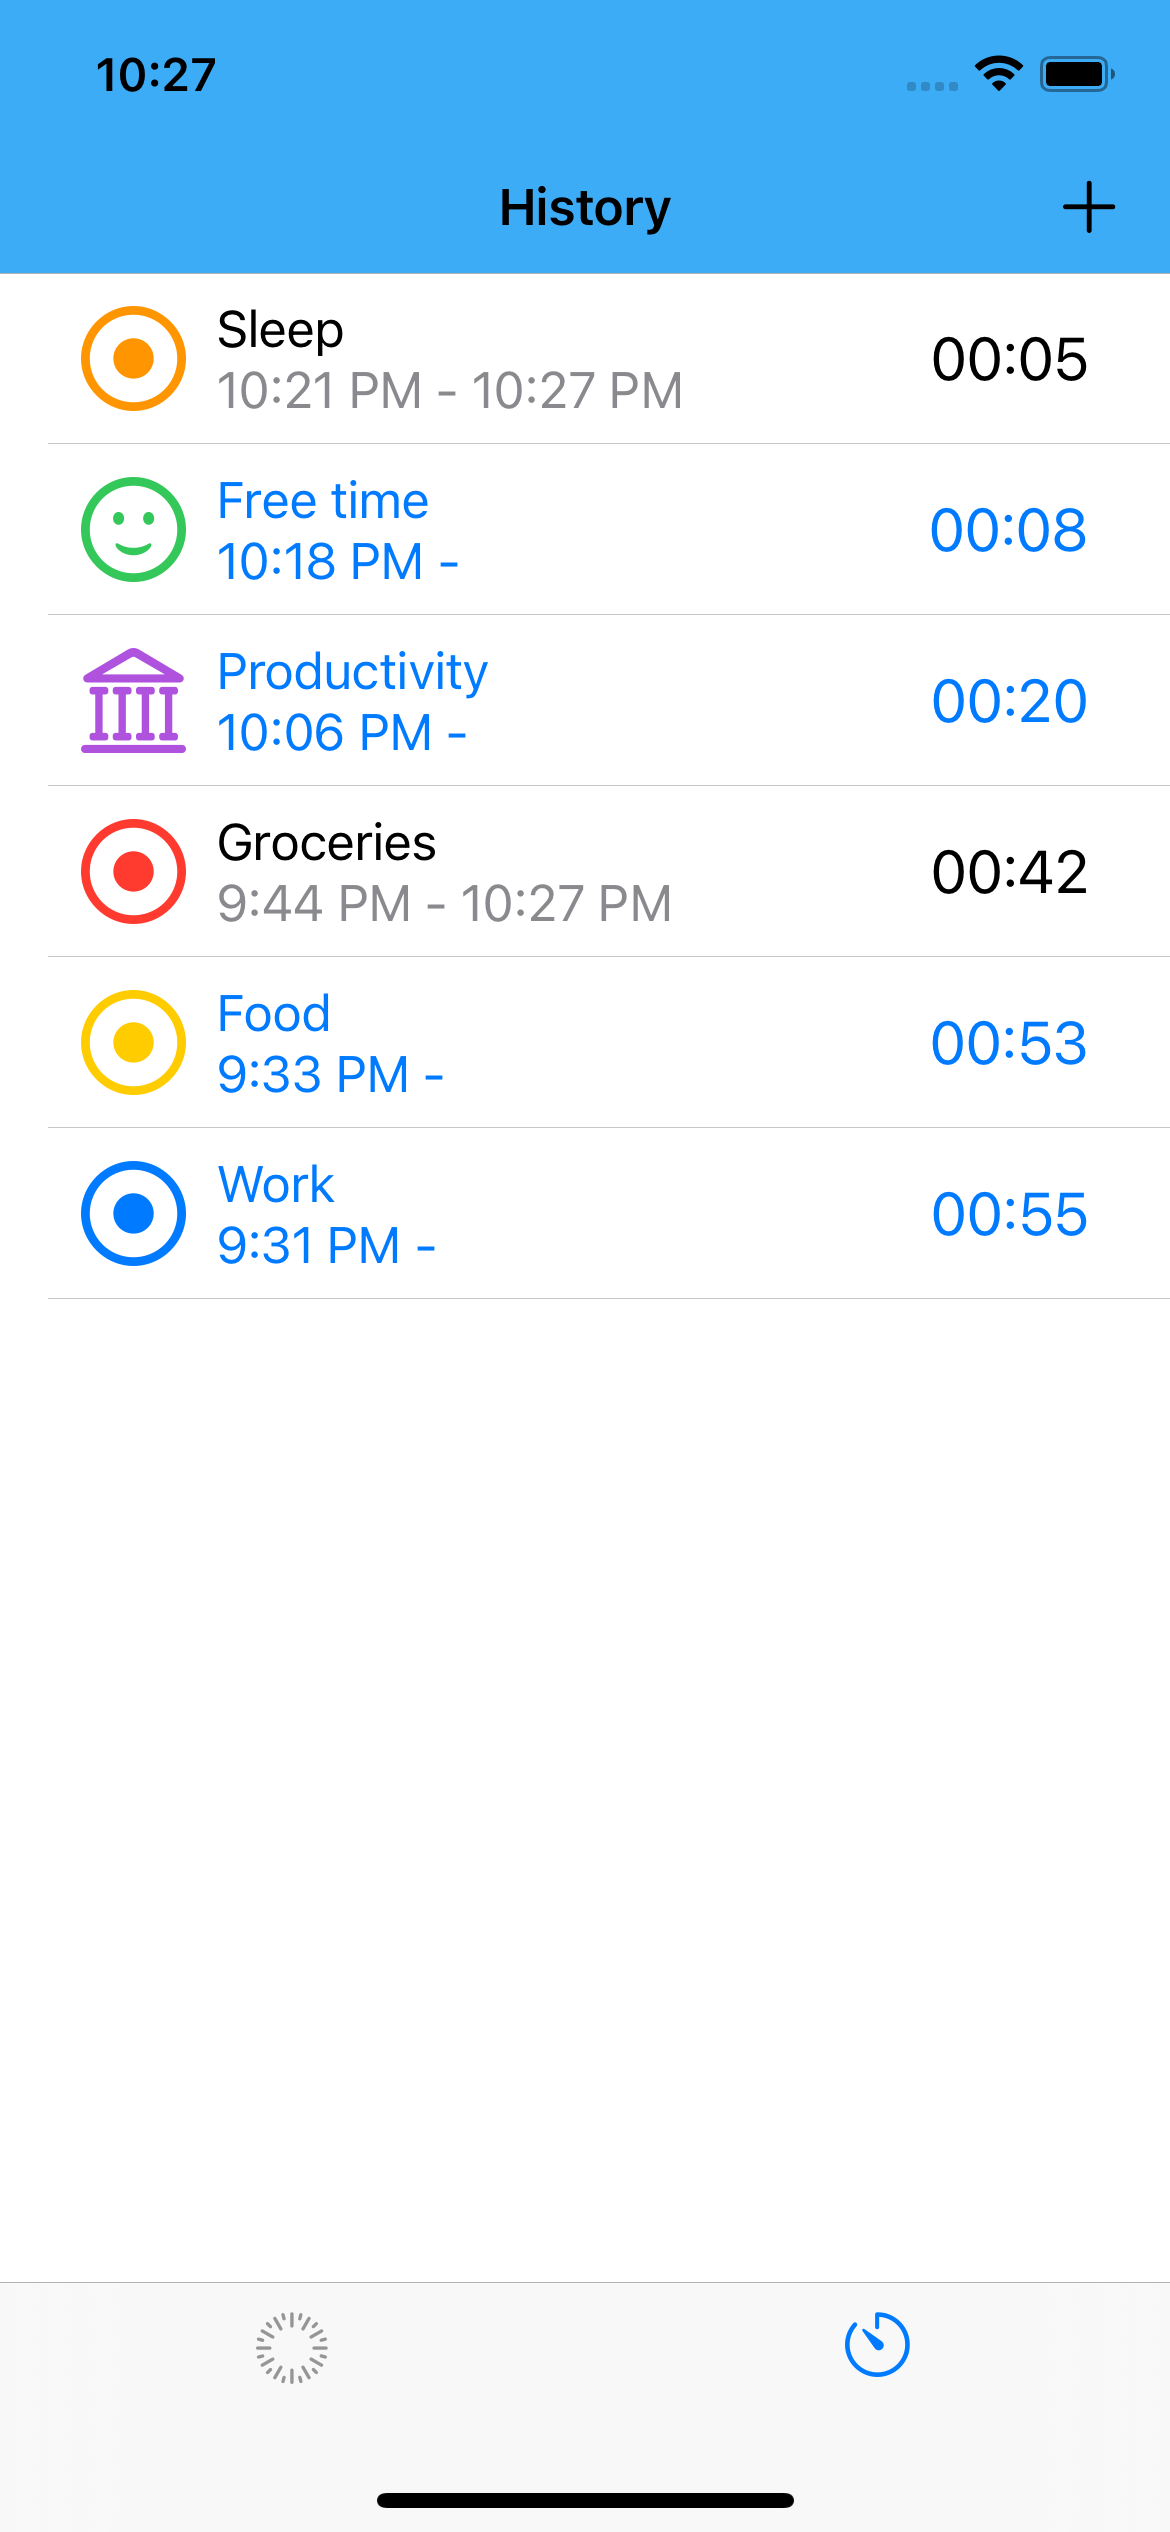 10:27
History
Sleep
10:21 PM - 10:27 PM
00:05
Free time
10:18 PM -
00:08
Productivity
10:06 PM -
00:20
Groceries
9:44 PM - 10:27 PM
00:42
Food
9:33 PM -
00:53
Work
9:31 PM -
00:55